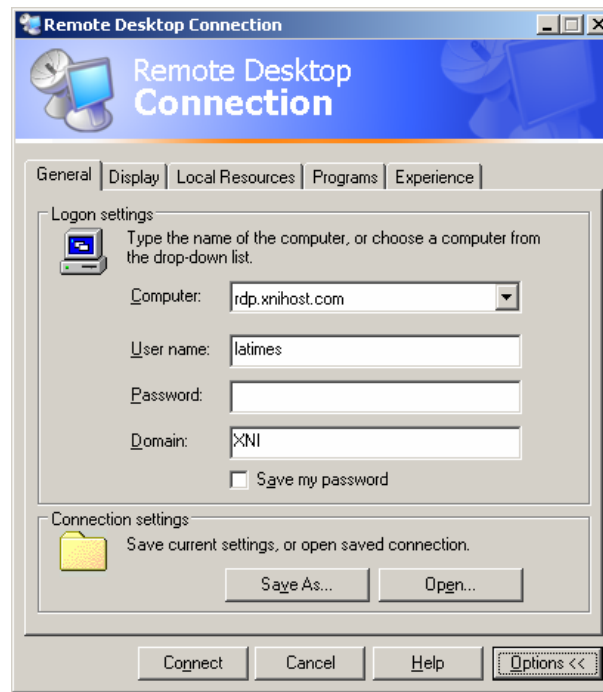 Remote Desktop Connection
Remote Desktop
Connection
General
Display
Local Resources
Programs
Experience
Logon settings
Type the name of the computer, or choose a computer from
the drop-down list.
Computer:
rdp.xnihost.com
User name:
latimes
Password:
Domain:
XNI
Save my password
Connection settings
Save current settings, or open saved connection.
Save As...
Open...
Connect
Cancel
Help
Options <<